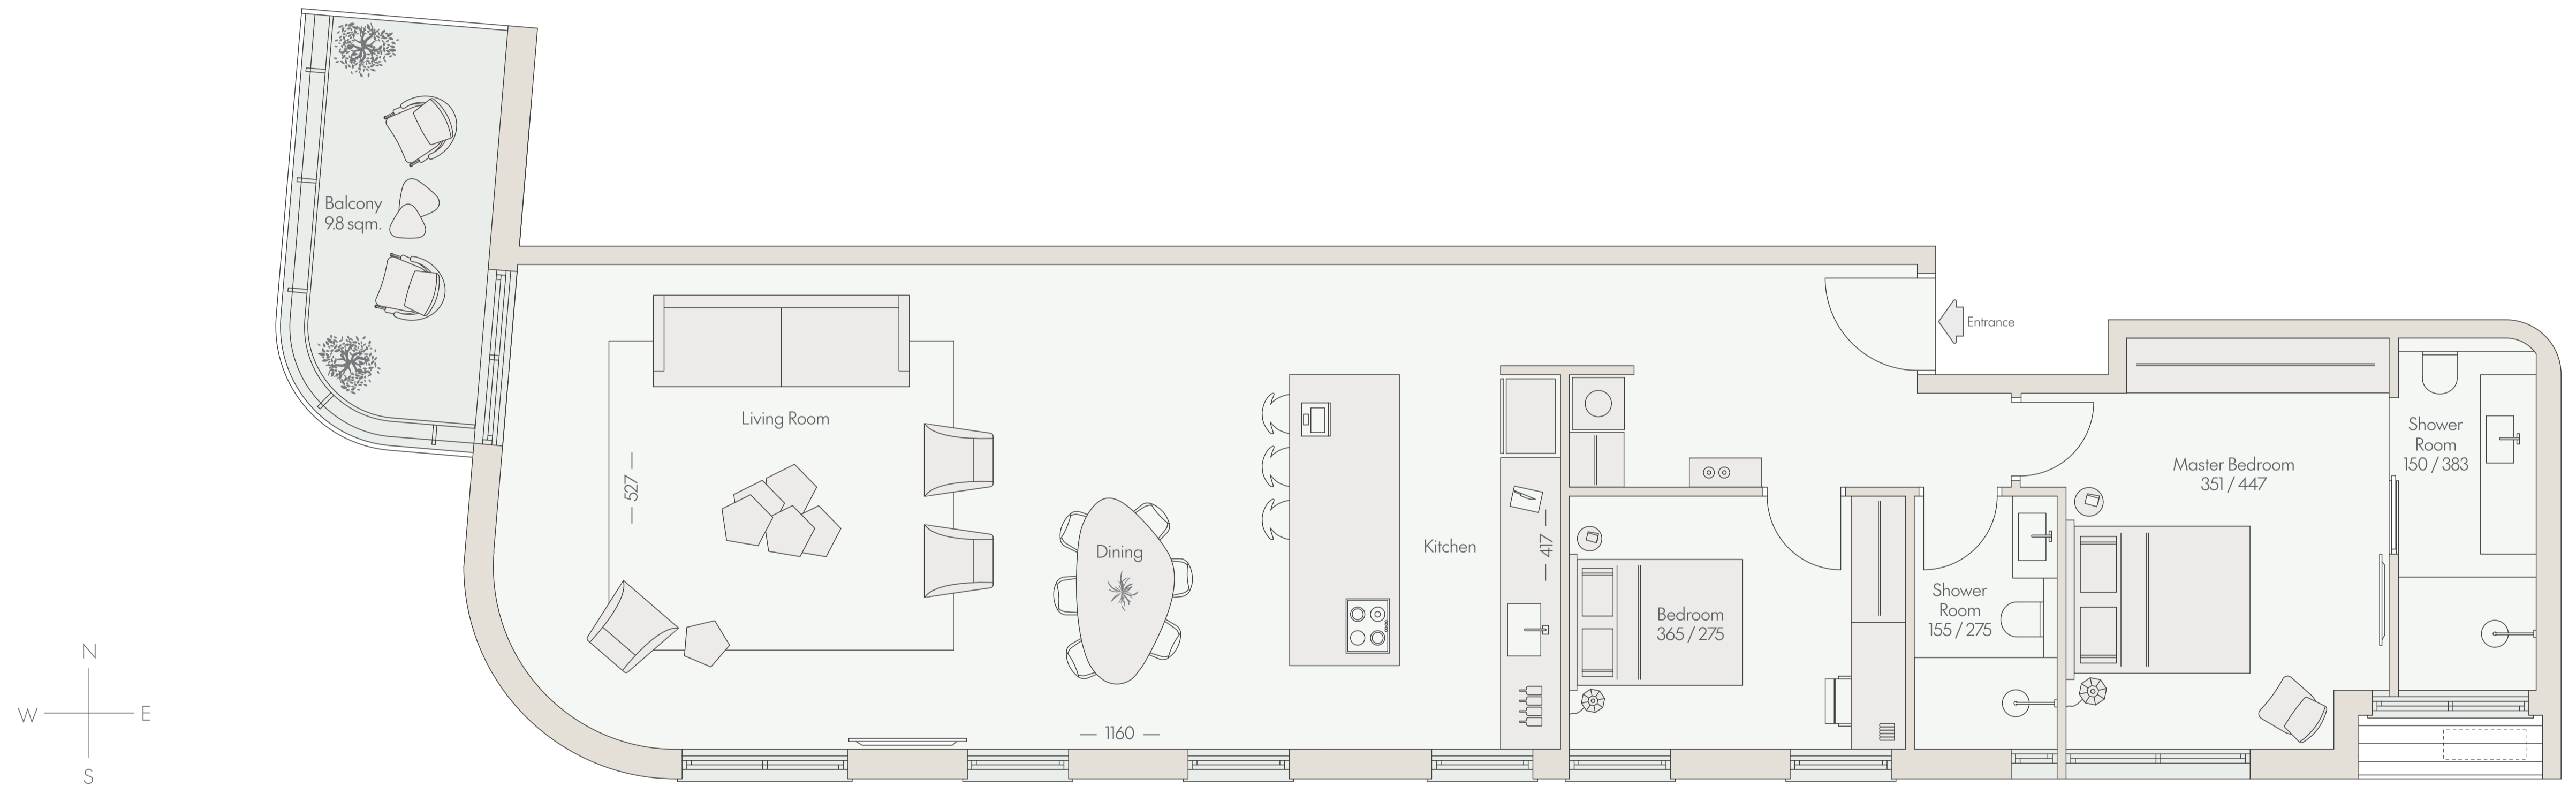 Balcony
9.8 sqm.
Living Room
— 527 —
Dining
— 1160 —
Kitchen
— 417 —
Bedroom
365 / 275
Entrance
Shower
Room
155 / 275
Master Bedroom
351 / 447
Shower
Room
150 / 383
N
W
E
S